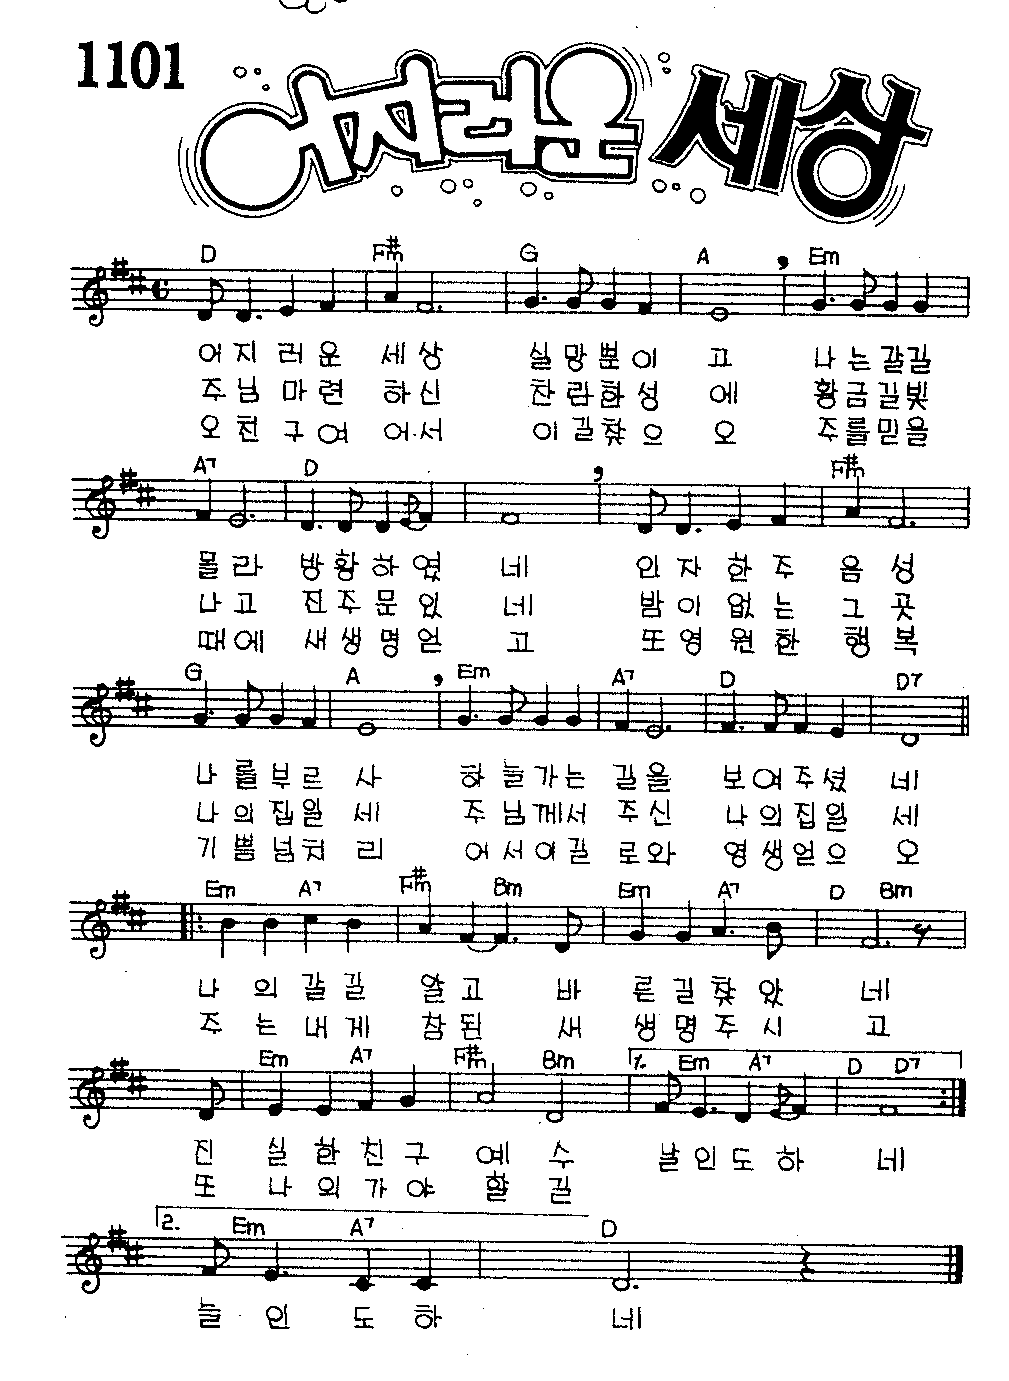 1101
어지러운 세상
D F#m G A Em
어지러운 세상 실망뿐이고 나는갈길
주님마련하신 찬란한성에 황금길빛
오친구여어서 이길찾으오 주를믿을
A7 D F#m
몰라 방황하였네 인자한주음성
나고 진주문있네 밤이없는그곳
때에 새생명얻고 또영원한행복
G A Em A7 D D7
나를부르사 하늘가는길을 보여주셨네
나의집일세 주님께서주신 나의집일세
기쁨넘쳐리 어서여길로와 영생얻으오
Em A7 F#m Bm Em A7 D Bm
나의갈길알고 바른길찾았네
주는내게참된 새생명주시고
Em A7 F#m Bm 1. Em A7 D D7
진실한친구예수 날인도하네
또나의가야할길
2. Em A7 D
늘인도하네